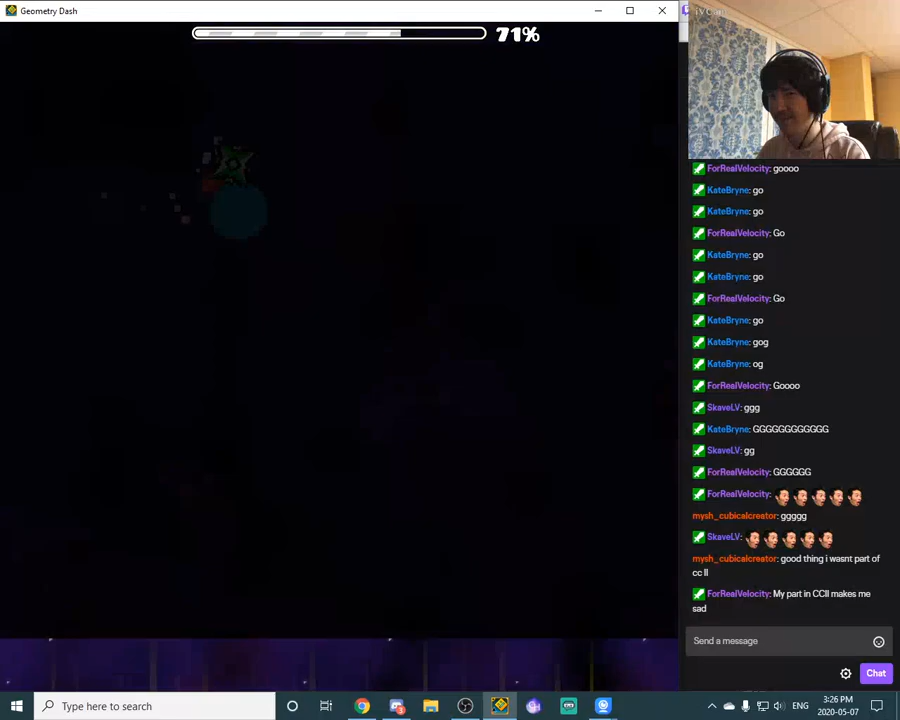 Geometry Dash
71%
iVCam
ForRealVelocity: goooo
KateBryne: go
KateBryne: go
ForRealVelocity: Go
KateBryne: go
KateBryne: go
ForRealVelocity: Go
KateBryne: go
KateBryne: gog
KateBryne: og
ForRealVelocity: Goooo
SkaveLV: ggg
KateBryne: GGGGGGGGGGGG
SkaveLV: gg
ForRealVelocity: GGGGGG
ForRealVelocity:
mysh_cubicalcreator: ggggg
SkaveLV:
mysh_cubicalcreator: good thing i wasnt part of
cc II
ForRealVelocity: My part in CCII makes me
sad
Send a message
Chat
Type here to search
ENG
3:26 PM
2020-05-07